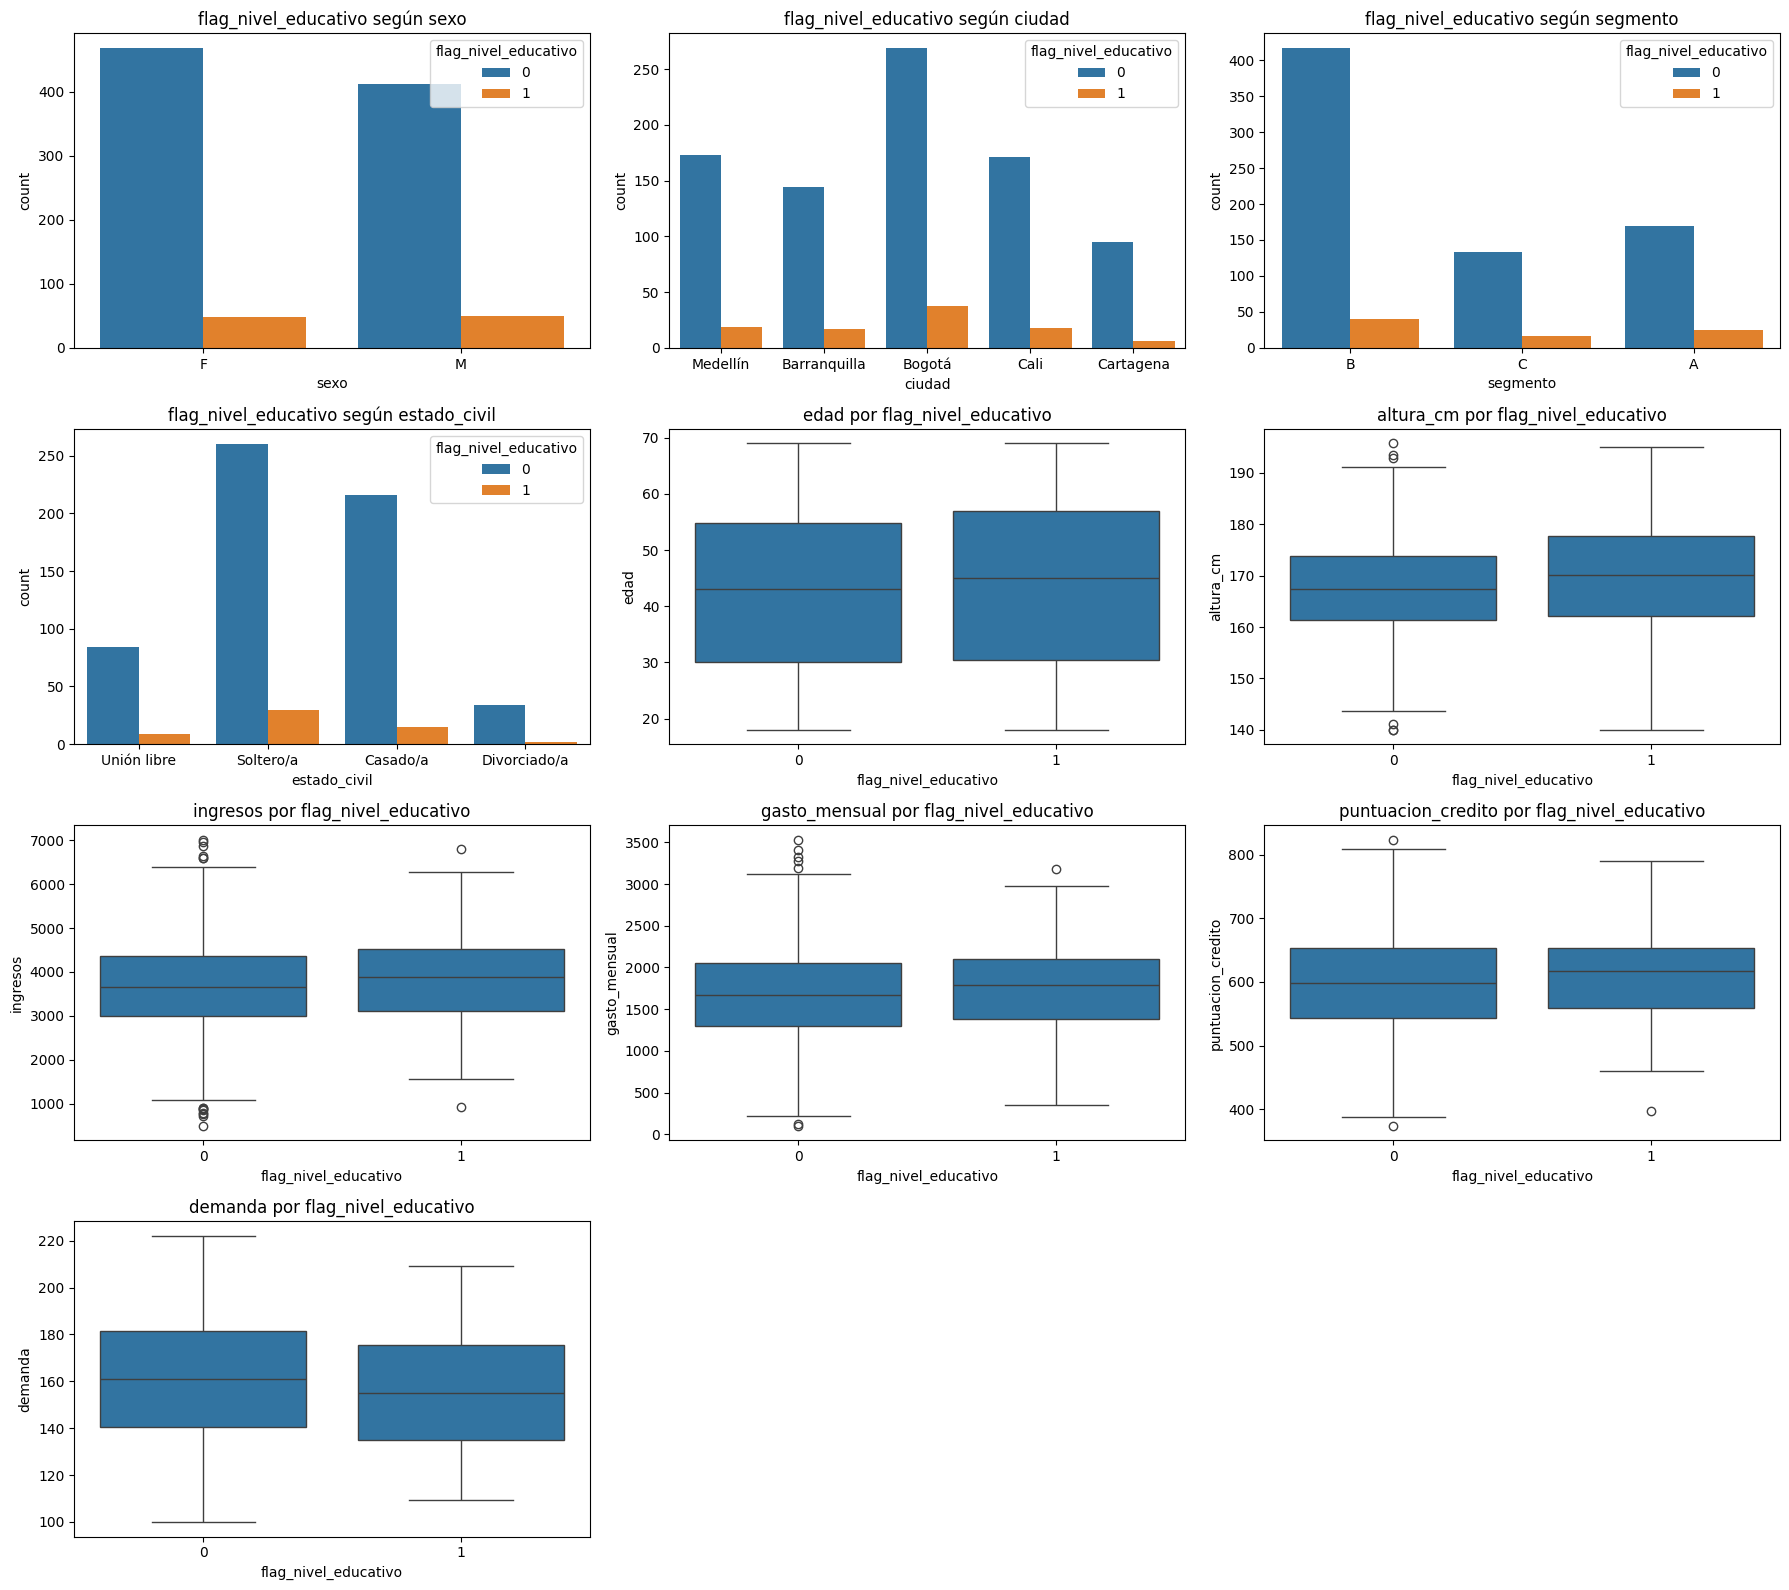 flag_nivel_educativo según sexo
flag_nivel_educativo
0
1
400
300
200
100
0
count
F
M
sexo
flag_nivel_educativo según ciudad
flag_nivel_educativo
0
1
250
200
150
100
50
0
count
Medellín
Barranquilla
Bogotá
Cali
Cartagena
ciudad
flag_nivel_educativo según segmento
flag_nivel_educativo
0
1
400
350
300
250
200
150
100
50
0
count
B
C
A
segmento
flag_nivel_educativo según estado_civil
flag_nivel_educativo
0
1
250
200
150
100
50
0
count
Unión libre
Soltero/a
Casado/a
Divorciado/a
estado_civil
edad por flag_nivel_educativo
70
60
50
40
30
20
edad
0
1
flag_nivel_educativo
altura_cm por flag_nivel_educativo
190
180
170
160
150
140
altura_cm
0
1
flag_nivel_educativo
ingresos por flag_nivel_educativo
7000
6000
5000
4000
3000
2000
1000
ingresos
0
1
flag_nivel_educativo
gasto_mensual por flag_nivel_educativo
3500
3000
2500
2000
1500
1000
500
0
gasto_mensual
0
1
flag_nivel_educativo
puntuacion_credito por flag_nivel_educativo
800
700
600
500
400
puntuacion_credito
0
1
flag_nivel_educativo
demanda por flag_nivel_educativo
220
200
180
160
140
120
100
demanda
0
1
flag_nivel_educativo